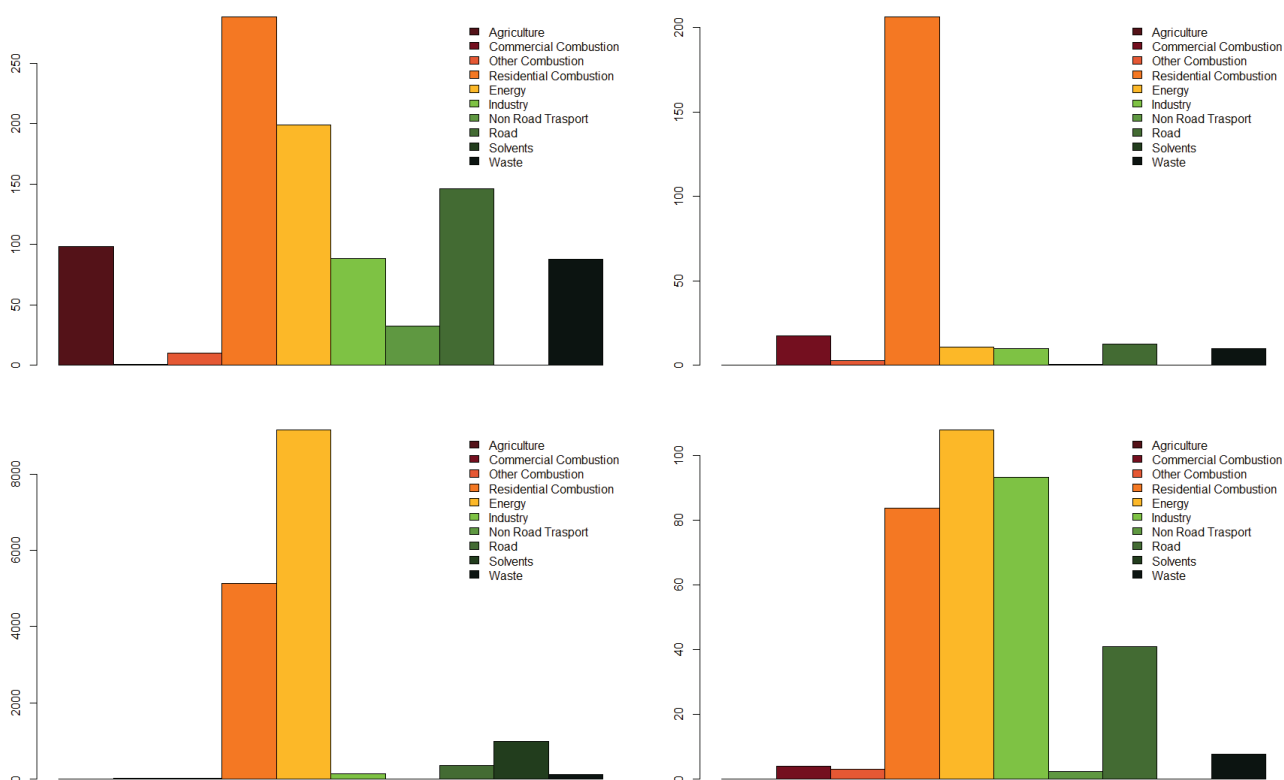 250
200
150
100
50
0
Agriculture
Commercial Combustion
Other Combustion
Residential Combustion
Energy
Industry
Non Road Trasport
Road
Solvents
Waste
200
150
100
50
0
Agriculture
Commercial Combustion
Other Combustion
Residential Combustion
Energy
Industry
Non Road Trasport
Road
Solvents
Waste
8000
6000
4000
2000
0
Agriculture
Commercial Combustion
Other Combustion
Residential Combustion
Energy
Industry
Non Road Trasport
Road
Solvents
Waste
100
80
60
40
20
0
Agriculture
Commercial Combustion
Other Combustion
Residential Combustion
Energy
Industry
Non Road Trasport
Road
Solvents
Waste